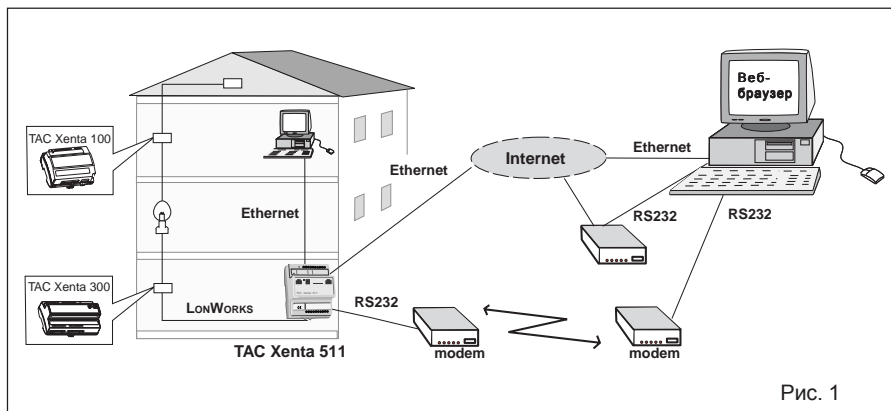 TAC Xenta 100
TAC Xenta 300
Ethernet
LONWORKS
TAC Xenta 511
Ethernet
RS232
modem
Internet
Ethernet
RS232
RS232
modem
Веб-
браузер
Рис. 1